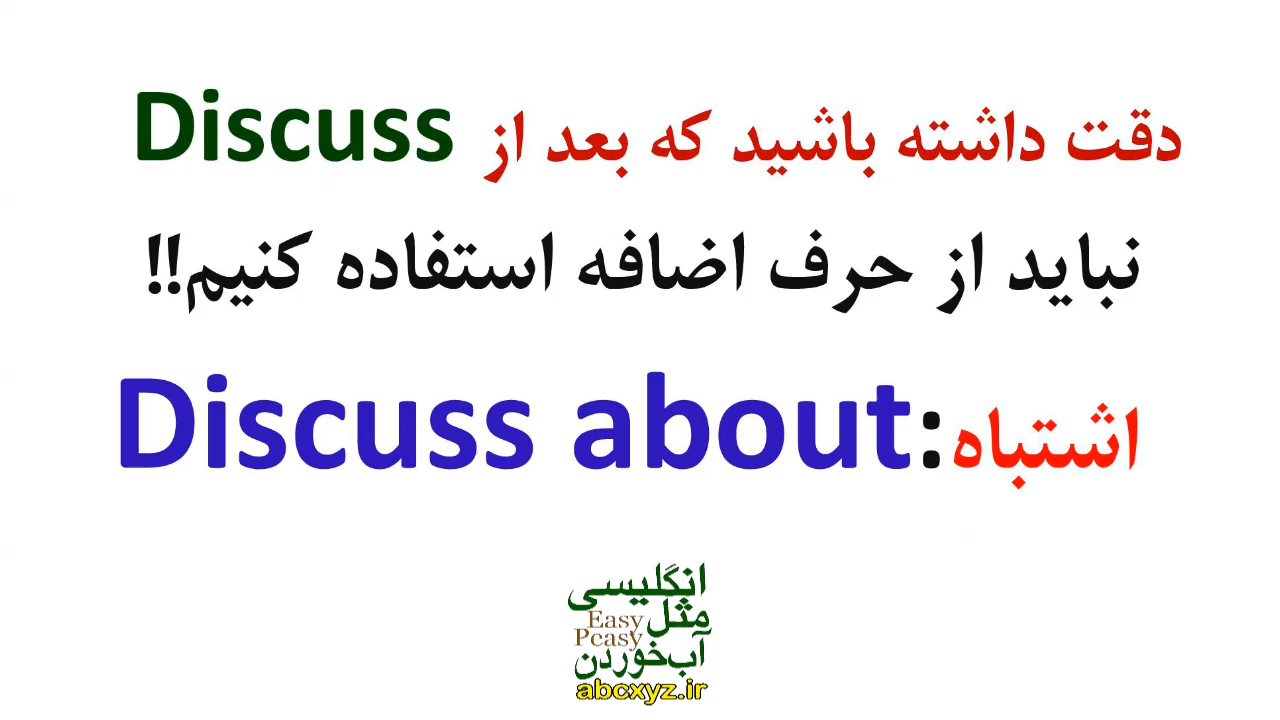 دقت داشته باشید که بعد از Discuss
نباید از حرف اضافه استفاده کنیم!!
اشتباه: Discuss about
انگلیسی
مثل Easy
Peasy
آب‌خوردن
abcxyz.ir